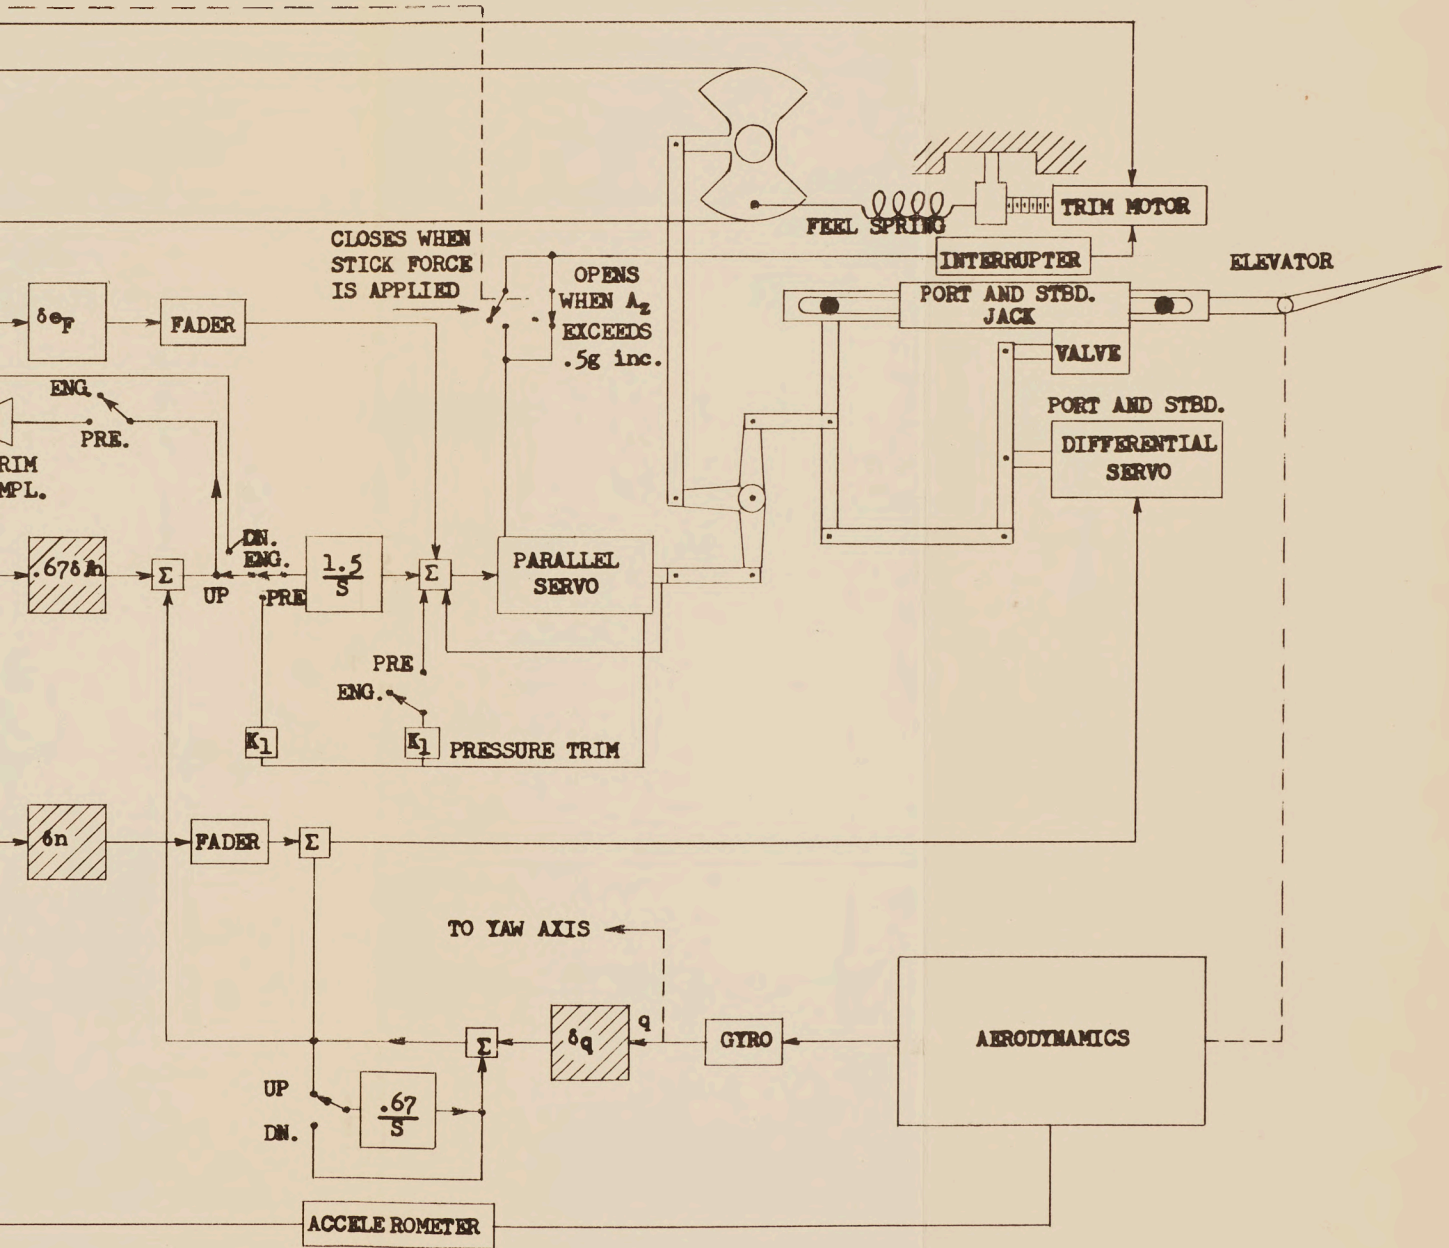 TRIM MOTOR
FEEL SPRING
INTERRUPTER
CLOSES WHEN
STICK FORCE
IS APPLIED
OPENS
WHEN AZ
EXCEEDS
.5g inc.
ELEVATOR
PORT AND STBD.
JACK
VALVE
δeF
FADER
ENG.
PRE.
RIM
MPL.
PORT AND STBD.
DIFFERENTIAL
SERVO
DN.
ENG.
.67δ
Σ
UP
PRE
1.5
S
Σ
PARALLEL
SERVO
PRE
ENG.
K1
K1
PRESSURE TRIM
δn
FADER
Σ
TO YAW AXIS
Σ
δq
q
GYRO
AERODYNAMICS
UP
DN.
.67
S
ACCELEROMETER